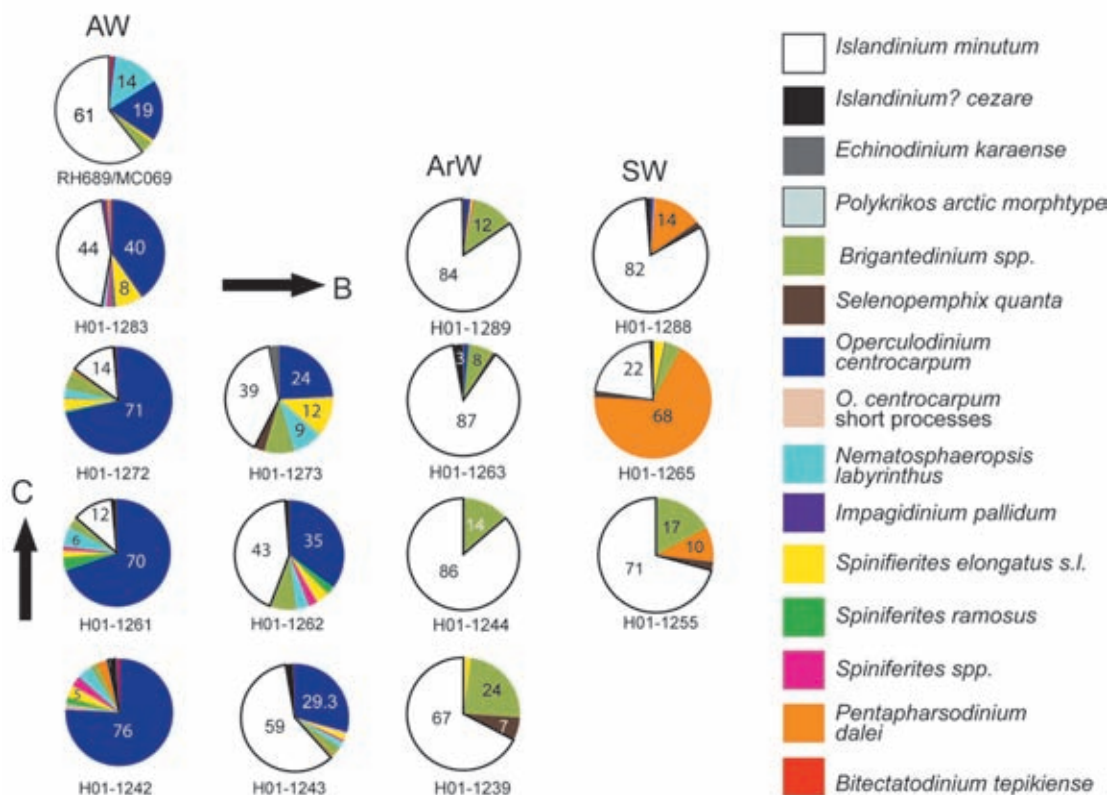 AW
14
19
61
RH689/MC069
ArW
SW
44
40
8
H01-1283
B
12
84
H01-1289
14
82
H01-1288
14
71
H01-1272
39
24
12
9
H01-1273
3
8
87
H01-1263
22
68
H01-1265
C
12
6
70
H01-1261
43
35
H01-1262
14
86
H01-1244
17
10
71
H01-1255
5
76
H01-1242
29.3
59
H01-1243
24
67
7
H01-1239
Islandinium minutum
Islandinium? cezare
Echinodinium karaense
Polykrikos arctic morphtype
Brigantedinium spp.
Selenopemphix quanta
Operculodinium
centrocarpum
O. centrocarpum
short processes
Nematosphaeropsis
labyrinthus
Impagidinium pallidum
Spinifierites elongatus s.l.
Spiniferites ramosus
Spiniferites spp.
Pentapharsodinium
dalei
Bitectatodinium tepikiense